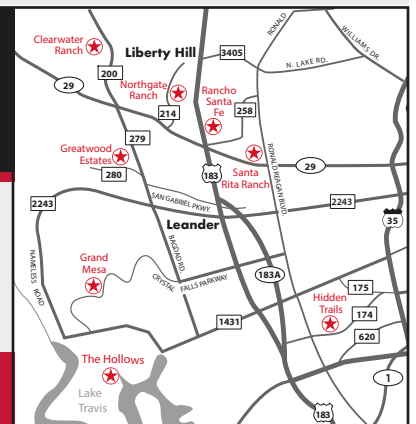 RONALD
WILLIAMS DR
Clearwater
Ranch
Liberty Hill
3405
N. LAKE RD.
200
29
Northgate
Ranch
Rancho
Santa
Fe
214
258
279
Greatwood
Estates
280
183
Santa
Rita Ranch
29
RONALD REAGAN BLVD.
2243
SAN GABRIEL PKWY.
2243
35
Leander
BAGDAD RD.
NAMELESS ROAD
Grand
Mesa
CRYSTAL FALLS PARKWAY
183A
175
Hidden
Trails
174
1431
620
The Hollows
Lake
Travis
1
183